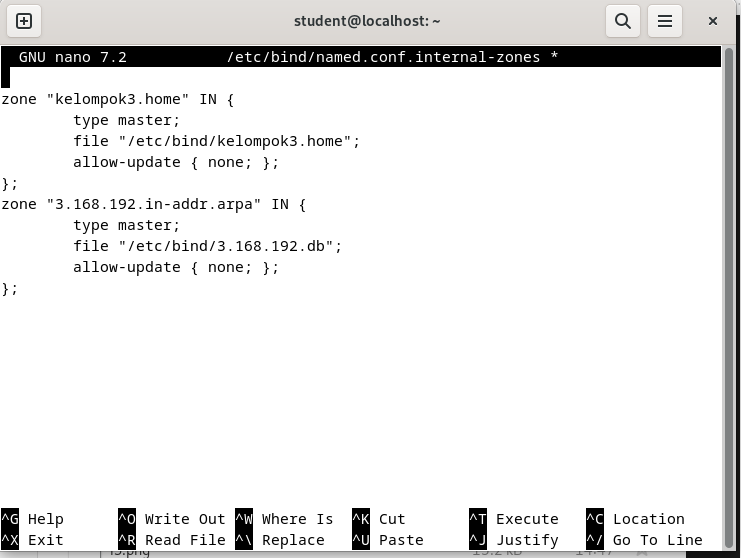 student@localhost: ~
GNU nano 7.2 /etc/bind/named.conf.internal-zones *
zone "kelompok3.home" IN {
type master;
file "/etc/bind/kelompok3.home";
allow-update { none; };
};
zone "3.168.192.in-addr.arpa" IN {
type master;
file "/etc/bind/3.168.192.db";
allow-update { none; };
};
^G Help ^O Write Out ^W Where Is ^K Cut ^T Execute ^C Location
^X Exit ^R Read File ^\ Replace ^U Paste ^J Justify ^/ Go To Line